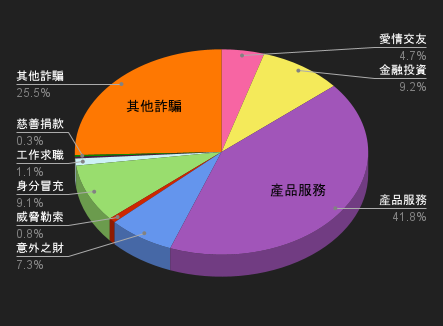 愛情交友
4.7%
金融投資
9.2%
產品服務
41.8%
其他詐騙
25.5%
慈善捐款
0.3%
工作求職
1.1%
身分冒充
9.1%
威脅勒索
0.8%
意外之財
7.3%
其他詐騙
產品服務